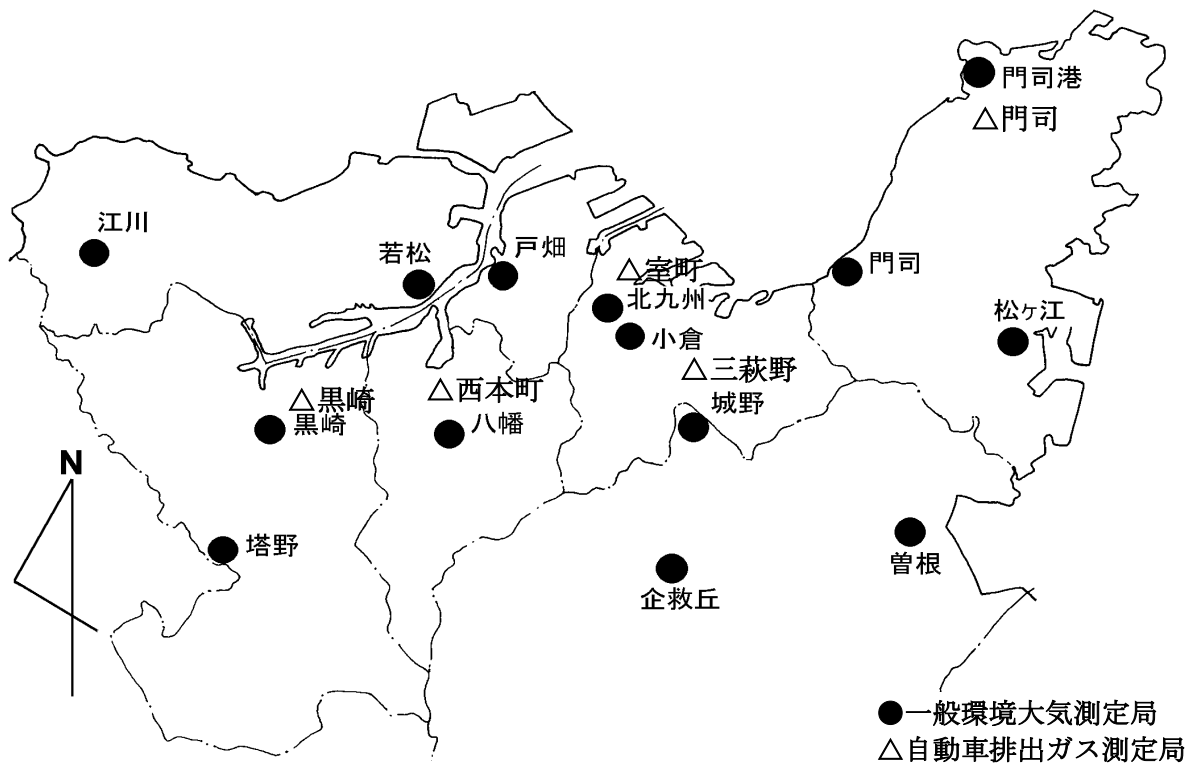 門司港
△門司
江川
若松
戸畑
△室町
門司
北九州
松ヶ江
小倉
△三萩野
△黒崎
△西本町
城野
黒崎
八幡
N
塔野
曽根
企救丘
●一般環境大気測定局
△自動車排出ガス測定局